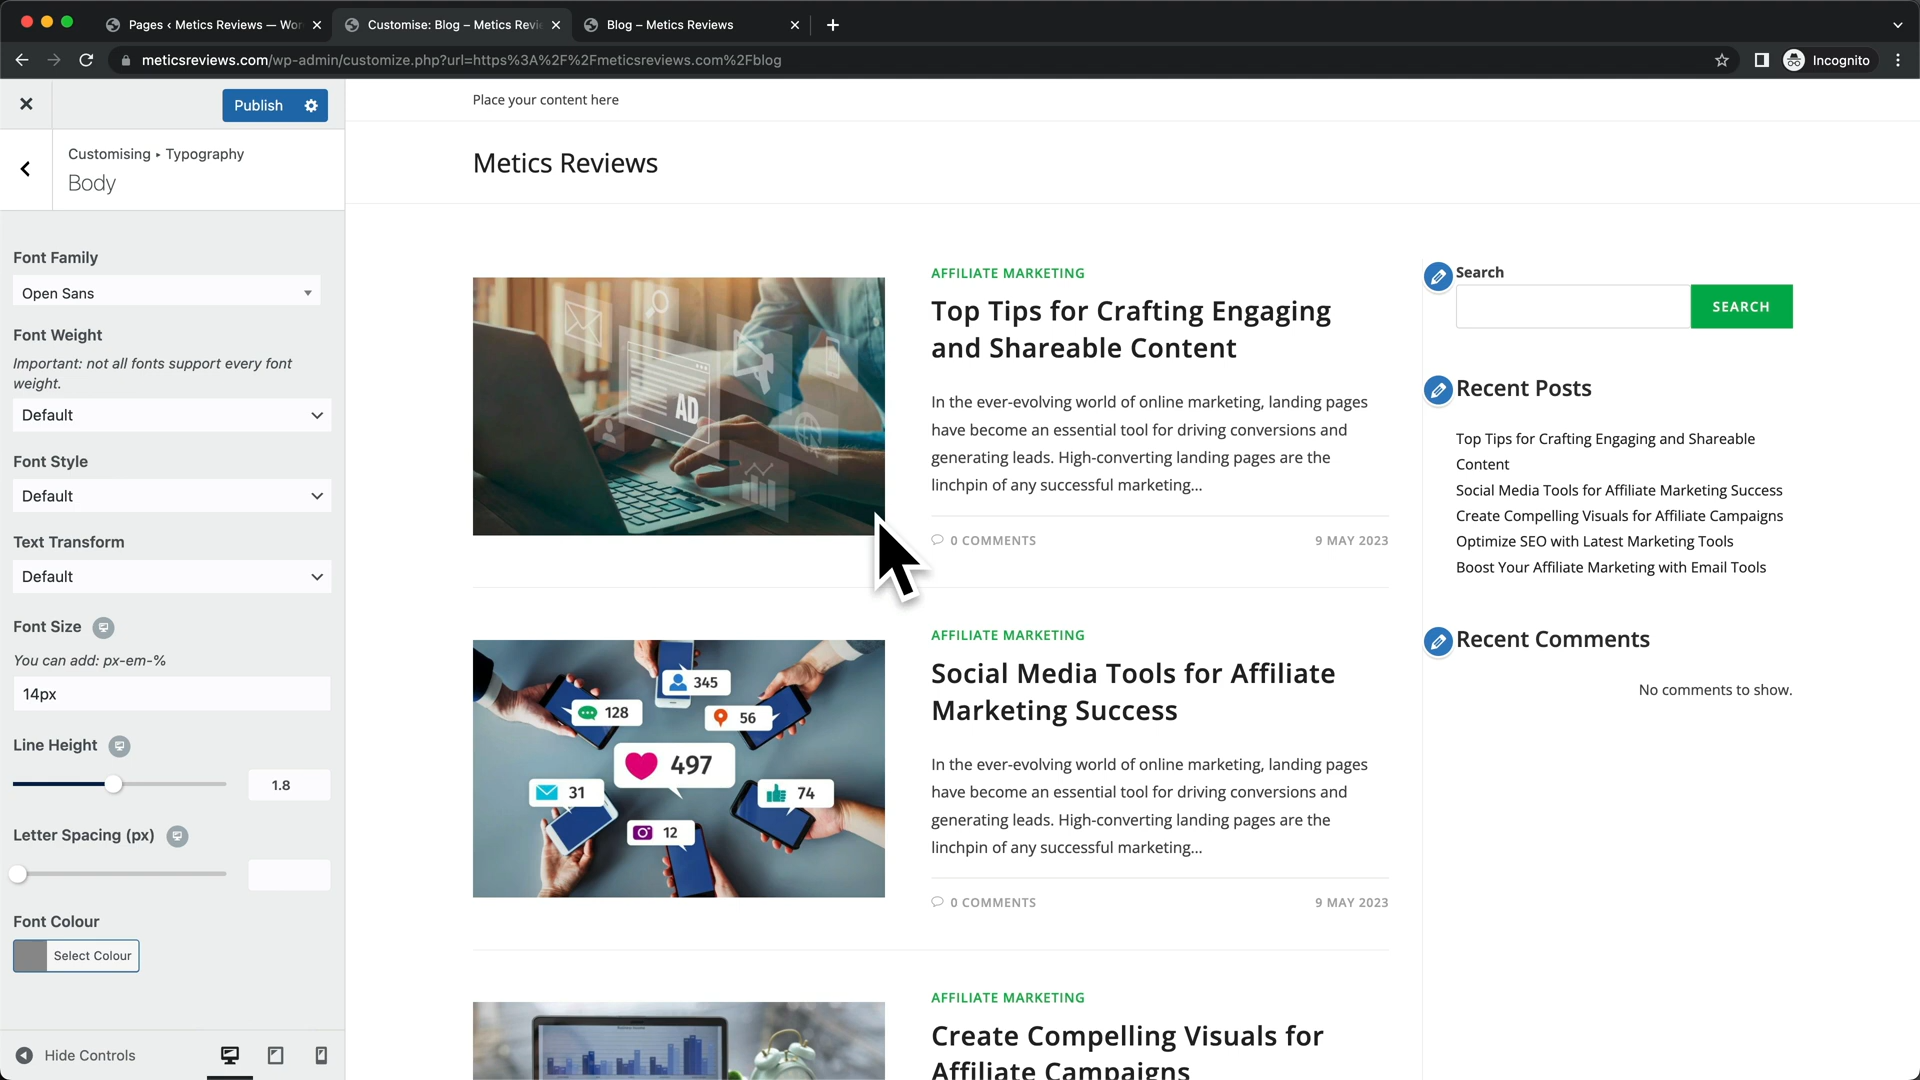 Pages ‹ Metics Reviews — Wor
Customise: Blog – Metics Revie
Blog – Metics Reviews
meticsreviews.com/wp-admin/customize.php?url=https%3A%2F%2Fmeticsreviews.com%2Fblog
Incognito
Publish
Customising ▸ Typography
Body
Font Family
Open Sans
Font Weight
Important: not all fonts support every font
weight.
Default
Font Style
Default
Text Transform
Default
Font Size
You can add: px-em-%
14px
Line Height
1.8
Letter Spacing (px)
Font Colour
Select Colour
Hide Controls
Place your content here
Metics Reviews
AD
AFFILIATE MARKETING
Top Tips for Crafting Engaging
and Shareable Content
In the ever-evolving world of online marketing, landing pages
have become an essential tool for driving conversions and
generating leads. High-converting landing pages are the
linchpin of any successful marketing...
0 COMMENTS
9 MAY 2023
345
128
56
497
31
74
12
AFFILIATE MARKETING
Social Media Tools for Affiliate
Marketing Success
In the ever-evolving world of online marketing, landing pages
have become an essential tool for driving conversions and
generating leads. High-converting landing pages are the
linchpin of any successful marketing...
0 COMMENTS
9 MAY 2023
AFFILIATE MARKETING
Create Compelling Visuals for
Affiliate Campaigns
Search
SEARCH
Recent Posts
Top Tips for Crafting Engaging and Shareable
Content
Social Media Tools for Affiliate Marketing Success
Create Compelling Visuals for Affiliate Campaigns
Optimize SEO with Latest Marketing Tools
Boost Your Affiliate Marketing with Email Tools
Recent Comments
No comments to show.